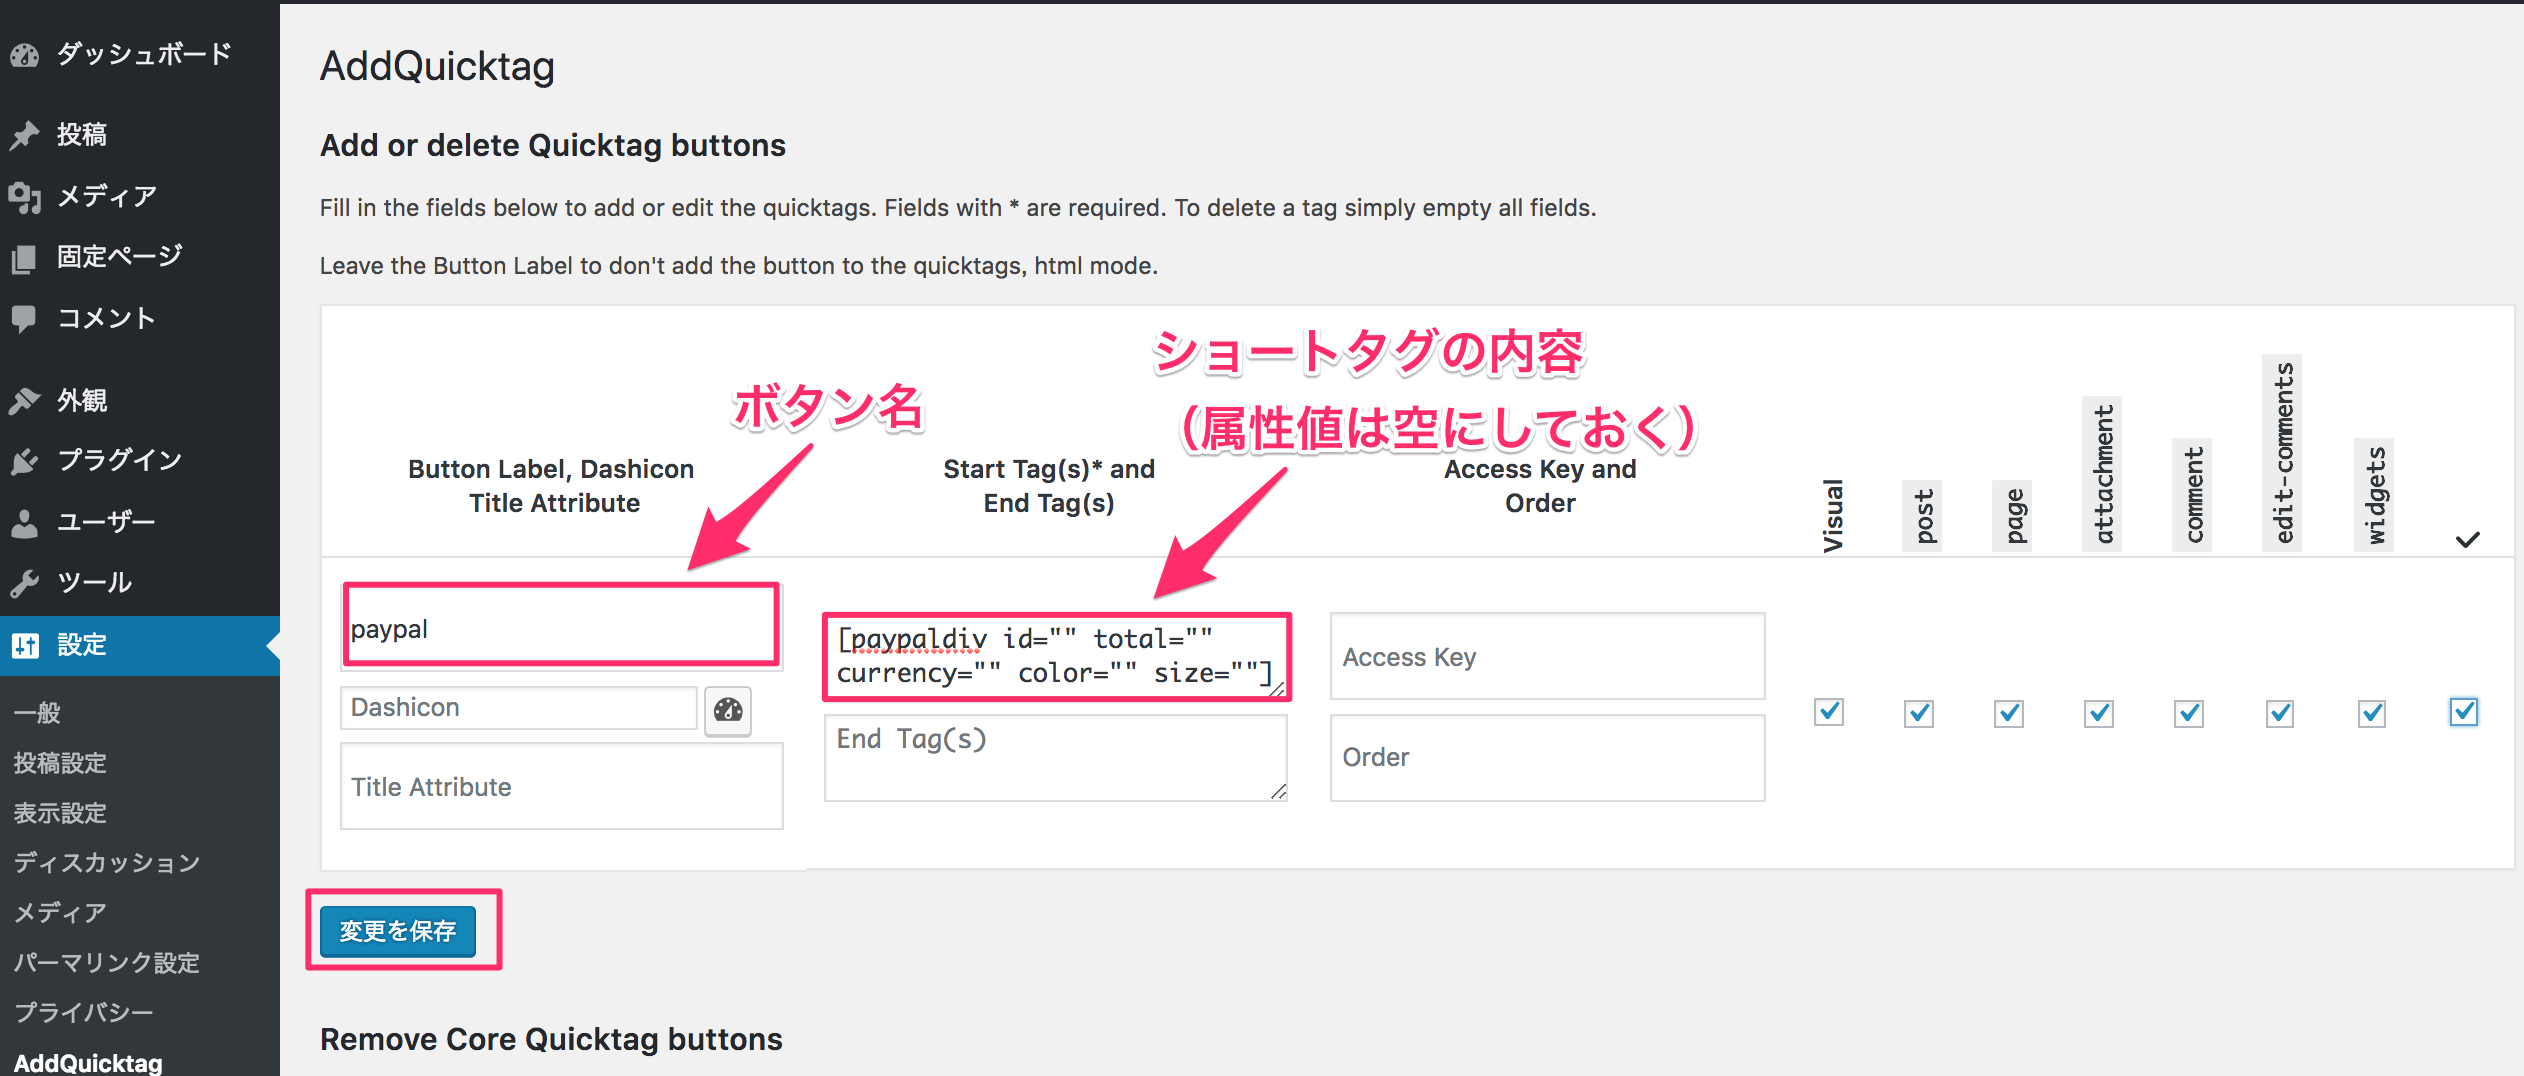 ダッシュボード
投稿
メディア
固定ページ
コメント
外観
プラグイン
ユーザー
ツール
設定
一般
投稿設定
表示設定
ディスカッション
メディア
パーマリンク設定
プライバシー
AddQuicktag
AddQuicktag
Add or delete Quicktag buttons
Fill in the fields below to add or edit the quicktags. Fields with * are required. To delete a tag simply empty all fields.
Leave the Button Label to don't add the button to the quicktags, html mode.
ボタン名
ショートタグの内容
（属性値は空にしておく）
Button Label, Dashicon
Title Attribute
Start Tag(s)* and
End Tag(s)
Access Key and
Order
Visual
post
page
attachment
comment
edit-comments
widgets
paypal
Dashicon
Title Attribute
[paypaldiv id="" total=""
currency="" color="" size=""]
End Tag(s)
Access Key
Order
変更を保存
Remove Core Quicktag buttons